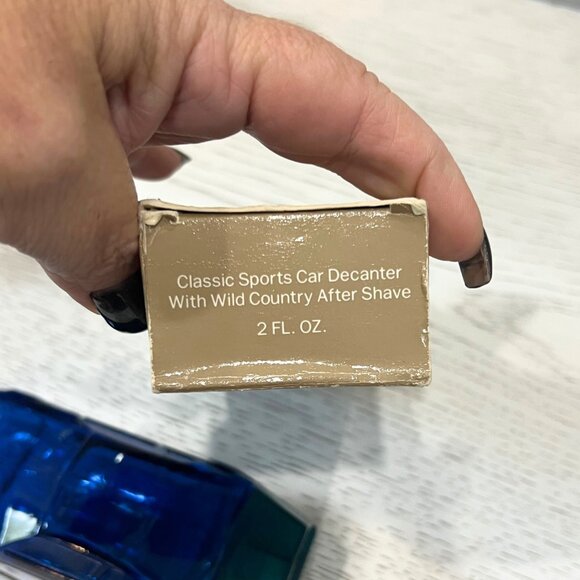 Classic Sports Car Decanter
With Wild Country After Shave
2 FL. OZ.